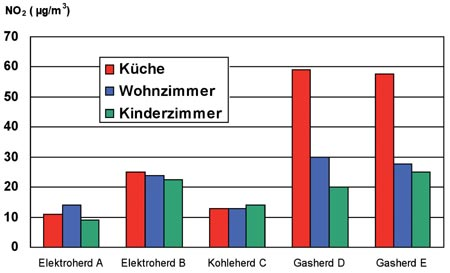 NO₂ ( µg/m³)
70
60
50
40
30
20
10
0
Küche
Wohnzimmer
Kinderzimmer
Elektroherd A Elektroherd B Kohleherd C Gasherd D Gasherd E